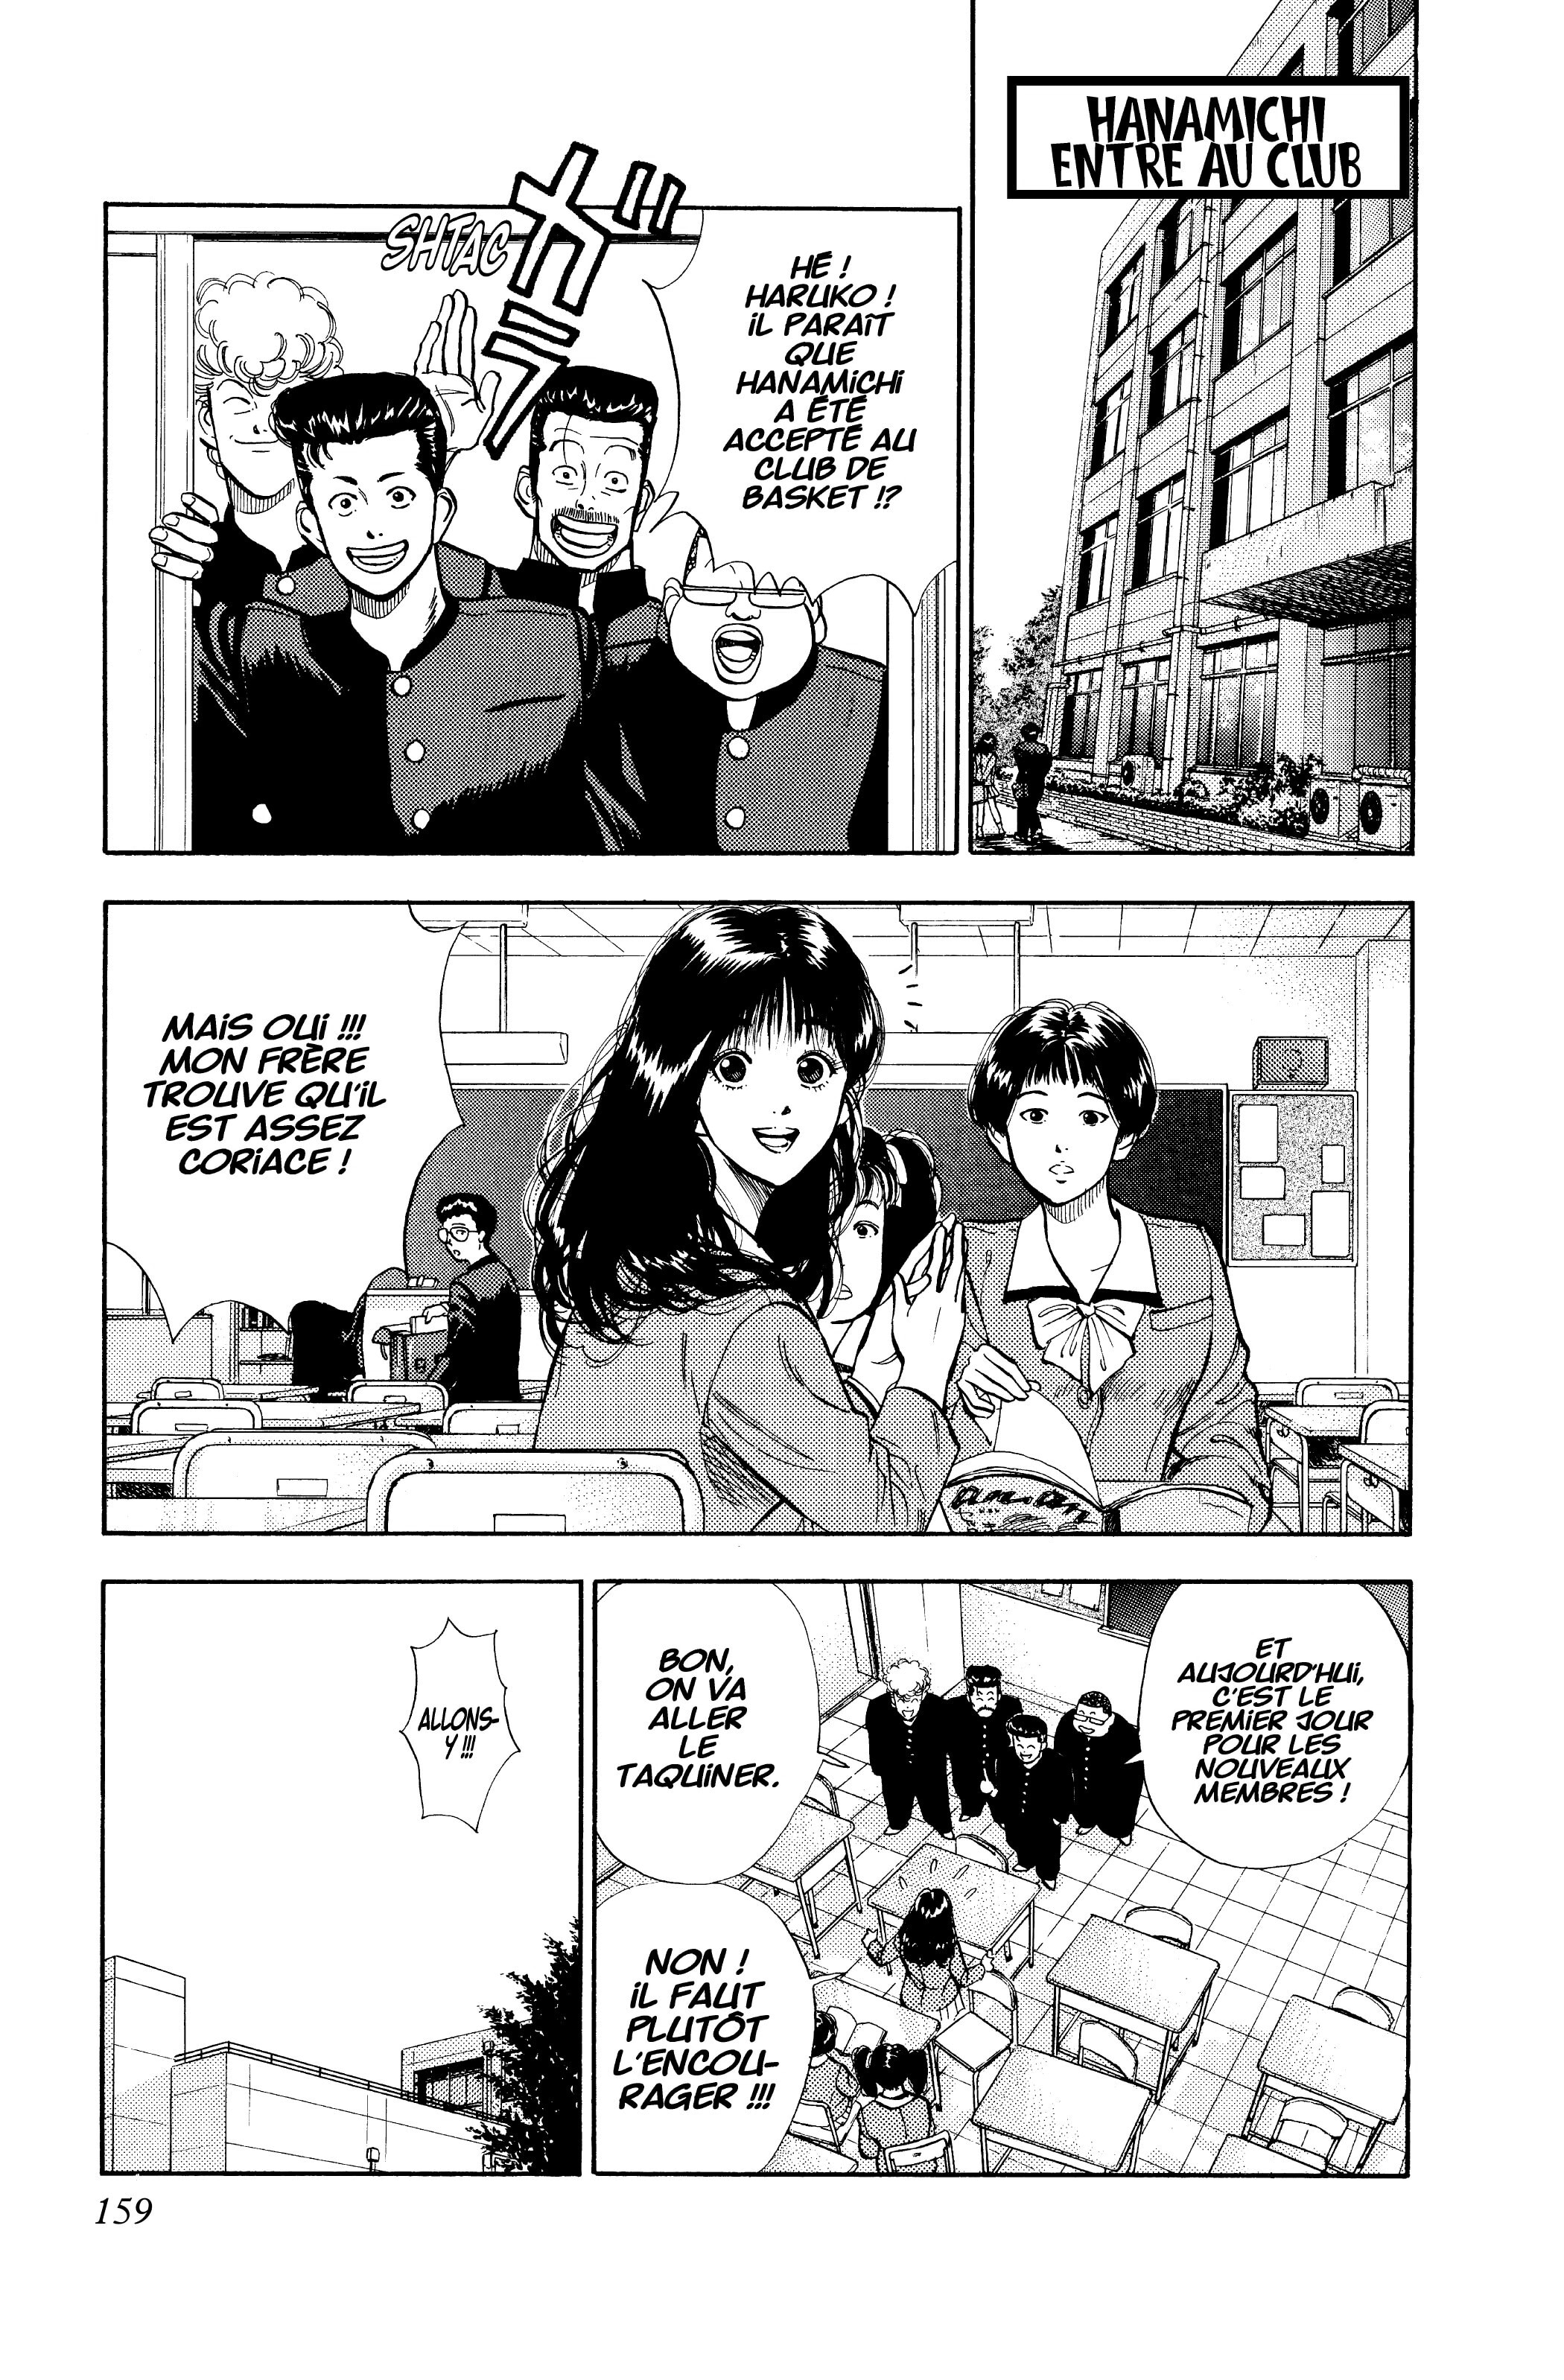 HANAMICHI
ENTRE AU CLUB
ガラッ
SHTAC
HÉ !
HARUKO !
IL PARAÎT
QUE
HANAMICHI
A ÉTÉ
ACCEPTÉ AU
CLUB DE
BASKET !?
MAIS OUI !!!
MON FRÈRE
TROUVE QU'IL
EST ASSEZ
CORIACE !
ET
AUJOURD'HUI,
C'EST LE
PREMIER JOUR
POUR LES
NOUVEAUX
MEMBRES !
BON,
ON VA
ALLER
LE
TAQUINER.
NON !
IL FAUT
PLUTÔT
L'ENCOU-
RAGER !!!
ALLONS-
Y !!!
159